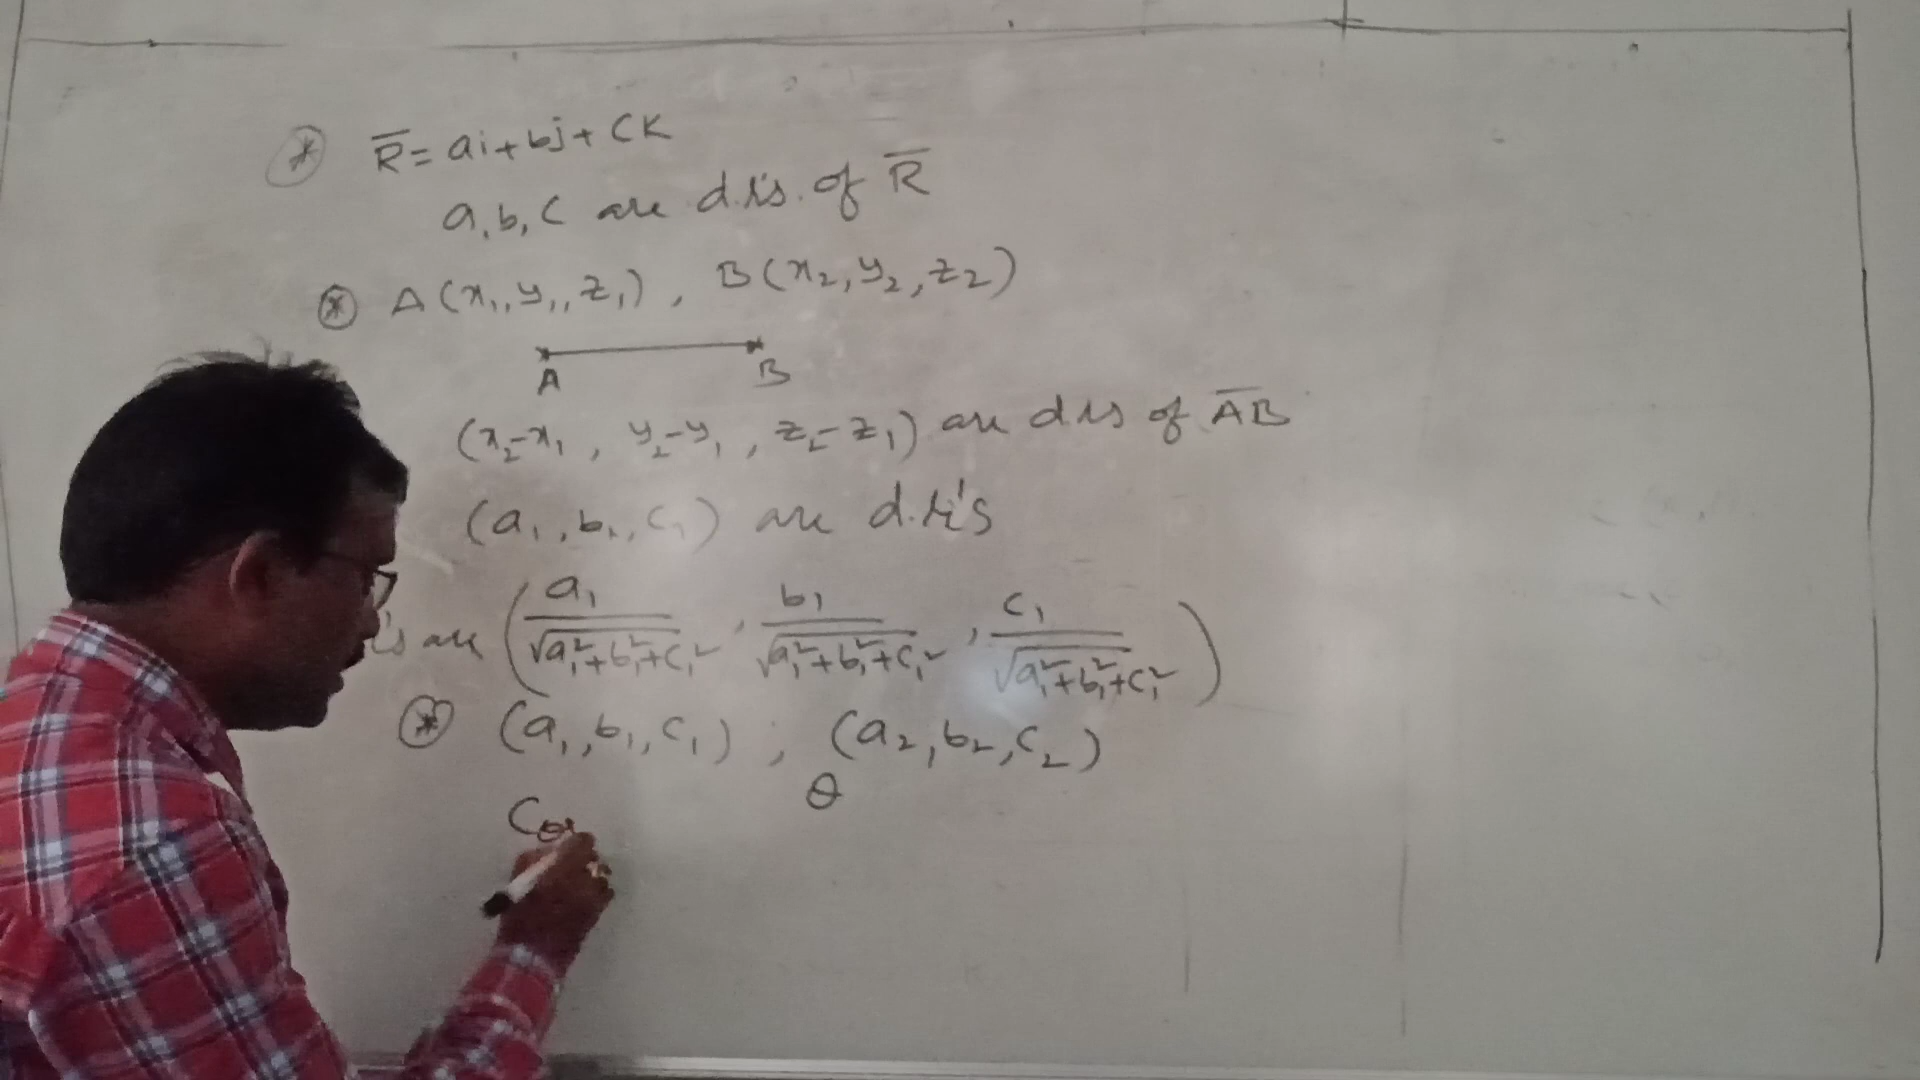 ⊛ R̅ = ai + bj + ck
a, b, c are d.r's. of R̅
⊛ A(x₁, y₁, z₁), B(x₂, y₂, z₂)
A B
(x₂-x₁, y₂-y₁, z₂-z₁) are drs of A̅B̅
(a₁, b₁, c₁) are d.r's
's are (a₁/√(a₁²+b₁²+c₁²), b₁/√(a₁²+b₁²+c₁²), c₁/√(a₁²+b₁²+c₁²))
⊛ (a₁, b₁, c₁) ; (a₂, b₂, c₂)
θ
Cos